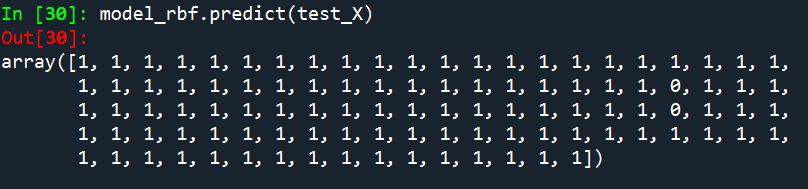 In [30]: model_rbf.predict(test_X)
Out[30]:
array([1, 1, 1, 1, 1, 1, 1, 1, 1, 1, 1, 1, 1, 1, 1, 1, 1, 1, 1, 1, 1, 1,
1, 1, 1, 1, 1, 1, 1, 1, 1, 1, 1, 1, 1, 1, 1, 1, 1, 1, 0, 1, 1, 1,
1, 1, 1, 1, 1, 1, 1, 1, 1, 1, 1, 1, 1, 1, 1, 1, 1, 1, 0, 1, 1, 1,
1, 1, 1, 1, 1, 1, 1, 1, 1, 1, 1, 1, 1, 1, 1, 1, 1, 1, 1, 1, 1, 1,
1, 1, 1, 1, 1, 1, 1, 1, 1, 1, 1, 1, 1, 1, 1, 1])